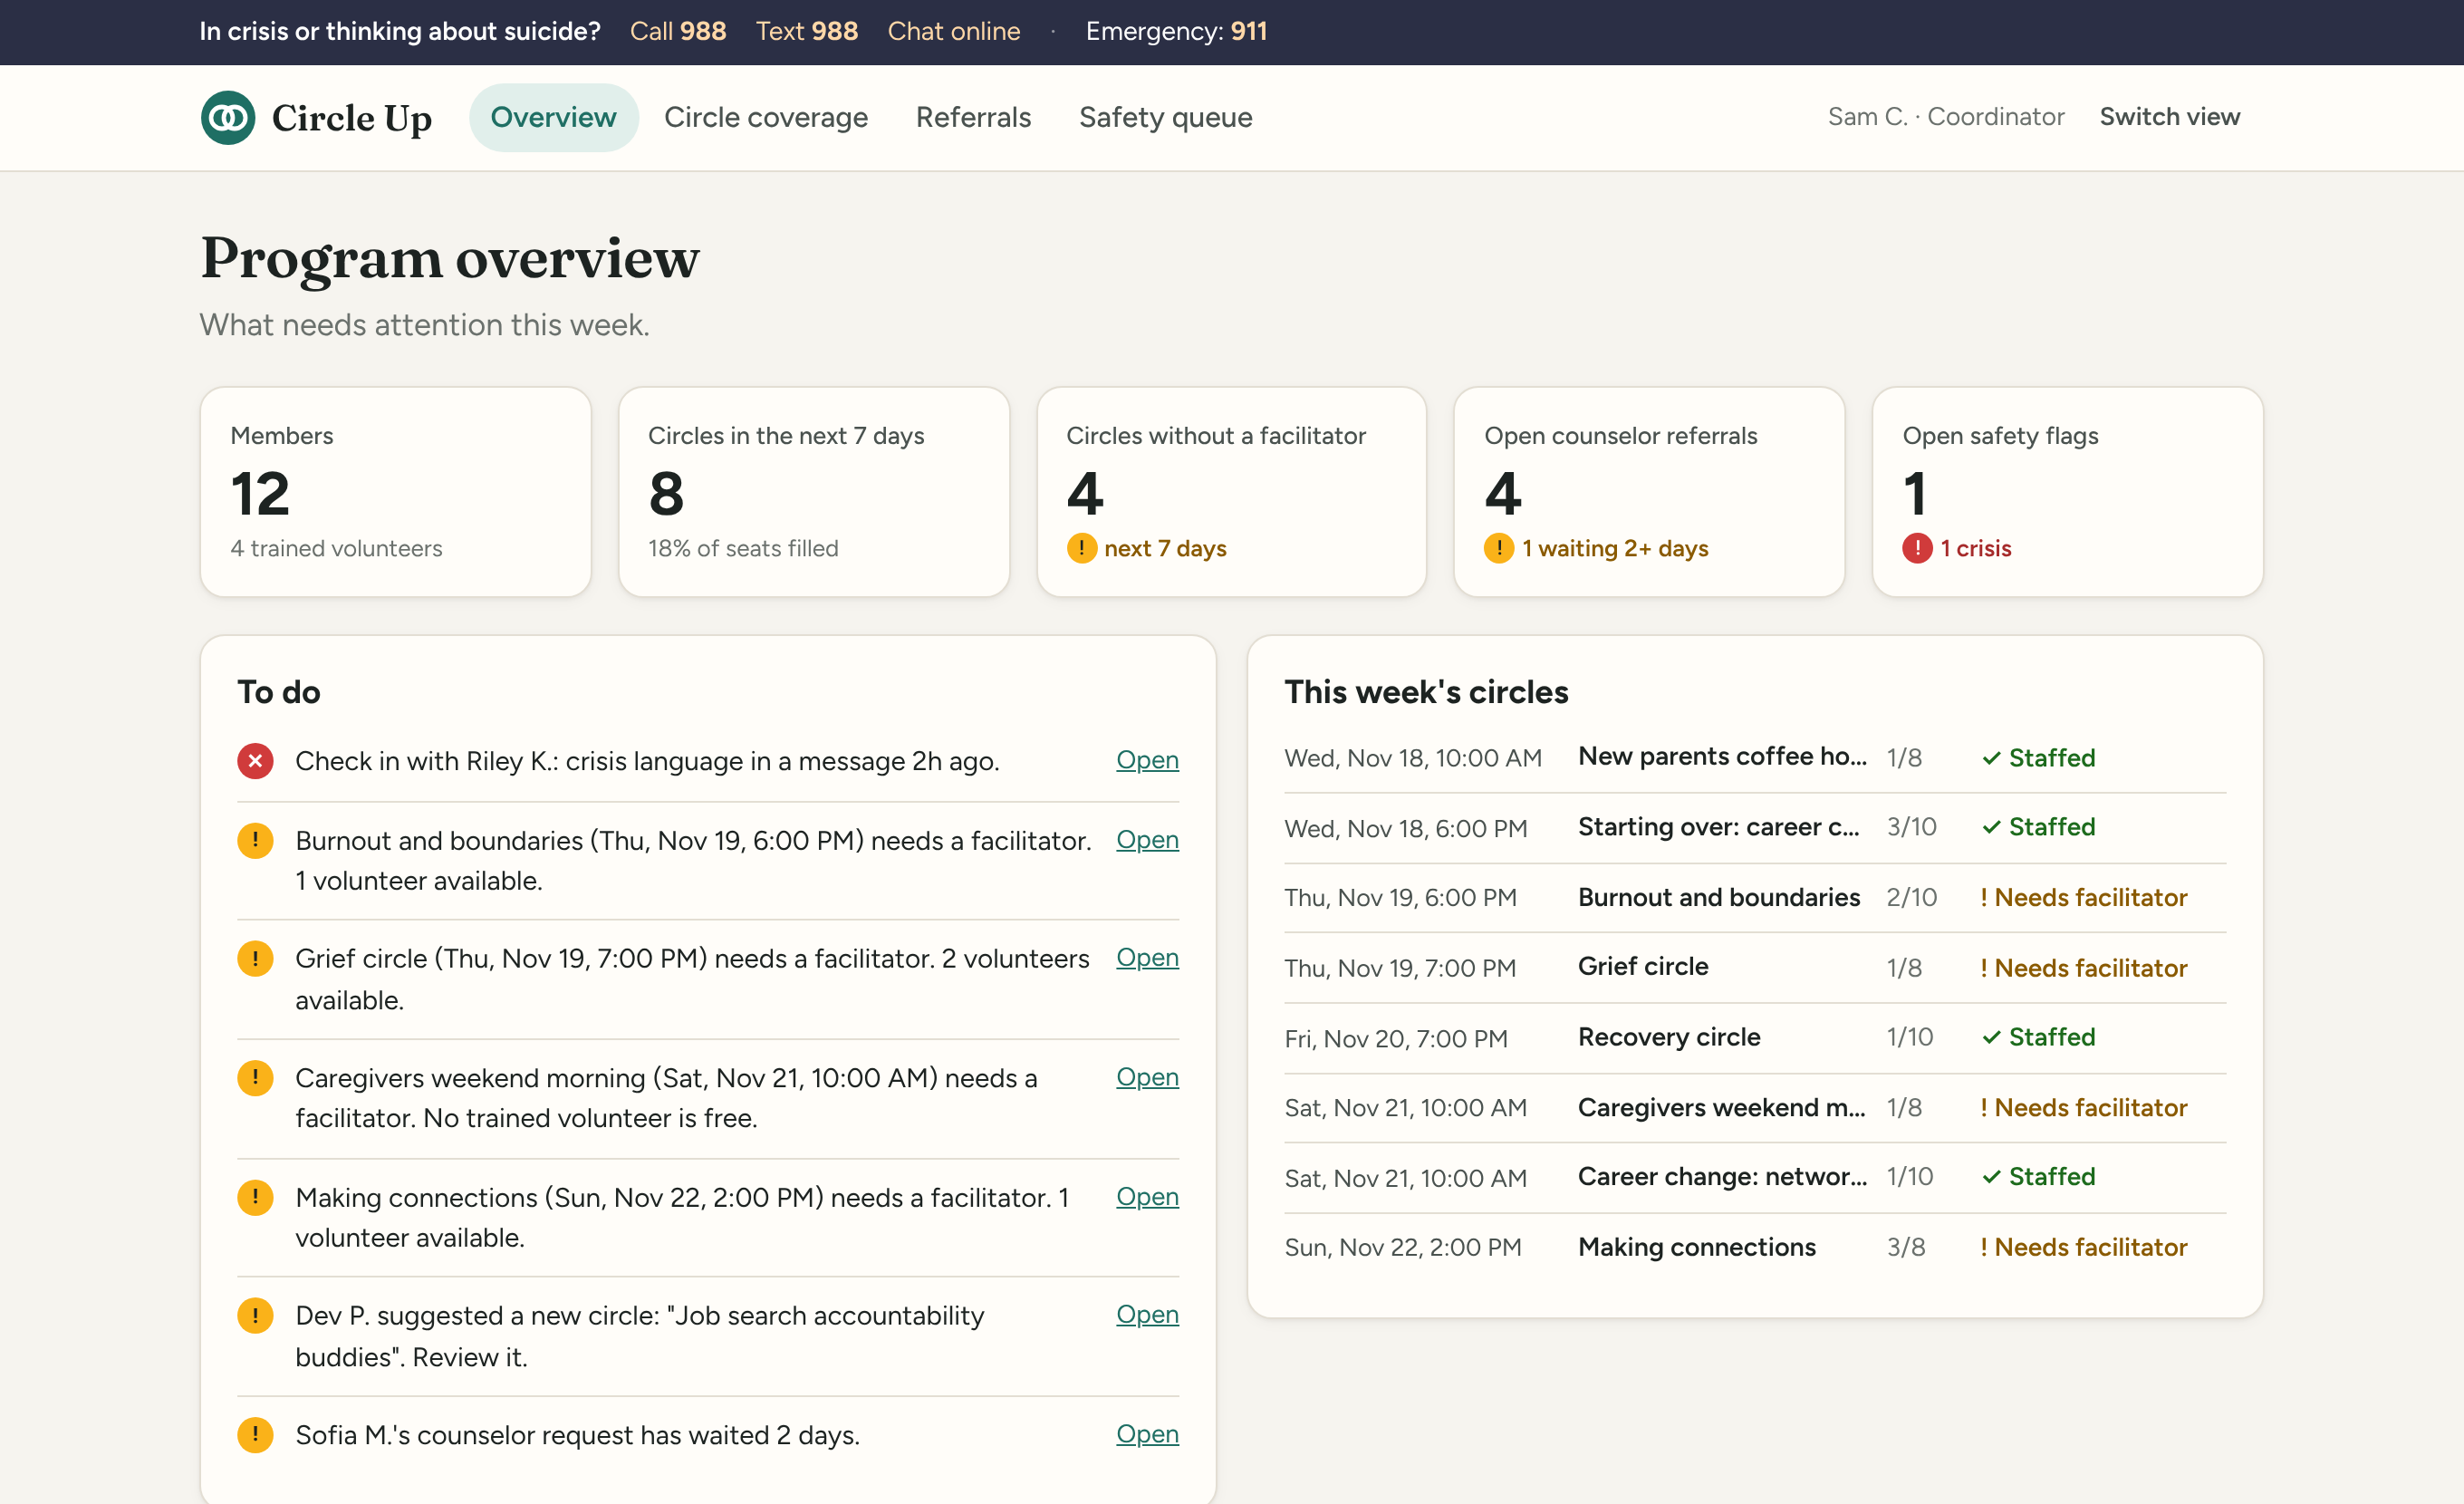 In crisis or thinking about suicide? Call 988 Text 988 Chat online · Emergency: 911
Circle Up Overview Circle coverage Referrals Safety queue Sam C. · Coordinator Switch view
Program overview
What needs attention this week.
Members
12
4 trained volunteers
Circles in the next 7 days
8
18% of seats filled
Circles without a facilitator
4
! next 7 days
Open counselor referrals
4
! 1 waiting 2+ days
Open safety flags
1
! 1 crisis
To do
Check in with Riley K.: crisis language in a message 2h ago. Open
! Burnout and boundaries (Thu, Nov 19, 6:00 PM) needs a facilitator. Open
1 volunteer available.
! Grief circle (Thu, Nov 19, 7:00 PM) needs a facilitator. 2 volunteers Open
available.
! Caregivers weekend morning (Sat, Nov 21, 10:00 AM) needs a Open
facilitator. No trained volunteer is free.
! Making connections (Sun, Nov 22, 2:00 PM) needs a facilitator. 1 Open
volunteer available.
! Dev P. suggested a new circle: "Job search accountability Open
buddies". Review it.
! Sofia M.'s counselor request has waited 2 days. Open
This week's circles
Wed, Nov 18, 10:00 AM New parents coffee ho... 1/8 ✓ Staffed
Wed, Nov 18, 6:00 PM Starting over: career c... 3/10 ✓ Staffed
Thu, Nov 19, 6:00 PM Burnout and boundaries 2/10 ! Needs facilitator
Thu, Nov 19, 7:00 PM Grief circle 1/8 ! Needs facilitator
Fri, Nov 20, 7:00 PM Recovery circle 1/10 ✓ Staffed
Sat, Nov 21, 10:00 AM Caregivers weekend m... 1/8 ! Needs facilitator
Sat, Nov 21, 10:00 AM Career change: networ... 1/10 ✓ Staffed
Sun, Nov 22, 2:00 PM Making connections 3/8 ! Needs facilitator